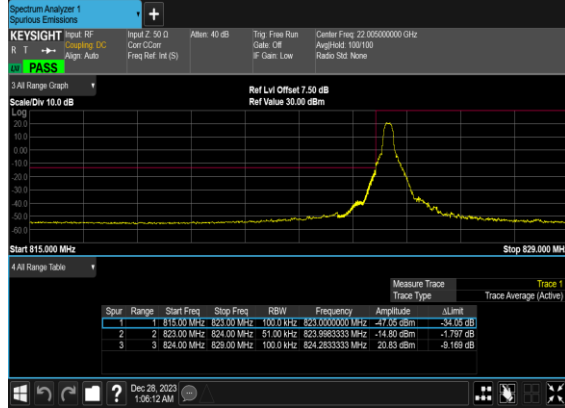 Spectrum Analyzer 1
Spurious Emissions
+
KEYSIGHT Input: RF Input Z: 50 Ω Atten: 40 dB Trig: Free Run Center Freq: 22.005000000 GHz
R T Coupling: DC Corr CCorr Gate: Off Avg|Hold: 100/100
Align: Auto Freq Ref: Int (S) IF Gain: Low Radio Std: None
PASS
3 All Range Graph
Ref Lvl Offset 7.50 dB
Scale/Div 10.0 dB Ref Value 30.00 dBm
Log
20.0
10.0
0.00
-10.0
-20.0
-30.0
-40.0
-50.0
-60.0
Start 815.000 MHz Stop 829.000 MH
4 All Range Table
Measure Trace Trace 1
Trace Type Trace Average (Active)
Spur Range Start Freq Stop Freq RBW Frequency Amplitude ΔLimit
1 1 815.00 MHz 823.00 MHz 100.0 kHz 823.0000000 MHz -47.05 dBm -34.05 dB
2 2 823.00 MHz 824.00 MHz 51.00 kHz 823.9983333 MHz -14.80 dBm -1.797 dB
3 3 824.00 MHz 829.00 MHz 100.0 kHz 824.2833333 MHz 20.83 dBm -9.169 dB
? Dec 28, 2023
1:06:12 AM